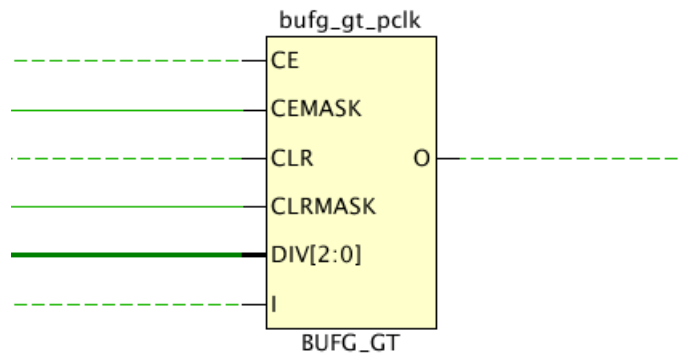 bufg_gt_pclk
CE
CEMASK
CLR
O
CLRMASK
DIV[2:0]
I
BUFG_GT